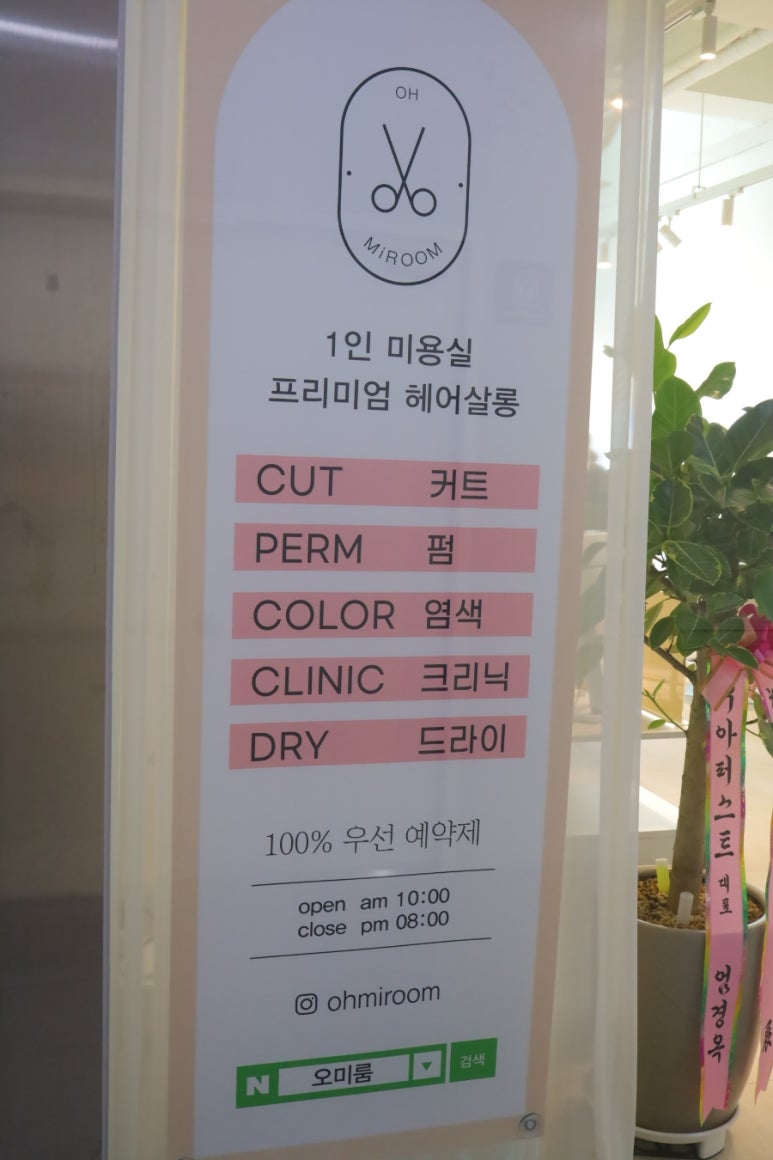 OH
MiROOM
1인 미용실
프리미엄 헤어살롱
CUT 커트
PERM 펌
COLOR 염색
CLINIC 크리닉
DRY 드라이
100% 우선 예약제
open am 10:00
close pm 08:00
ohmiroom
N 오미룸 검색
아티스트 대표 엄경옥